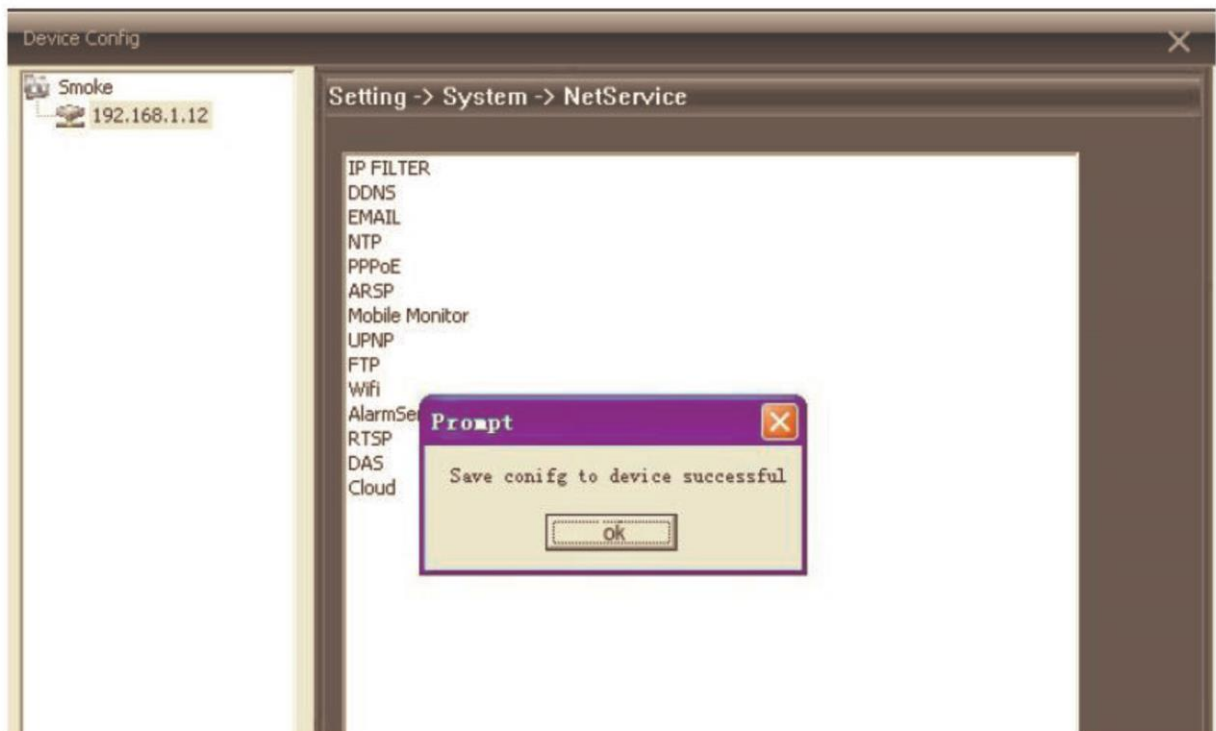 Device Config
Smoke
192.168.1.12
Setting -> System -> NetService
IP FILTER
DDNS
EMAIL
NTP
PPPoE
ARSP
Mobile Monitor
UPNP
FTP
Wifi
AlarmSe
RTSP
DAS
Cloud
Prompt
Save conifg to device successful
ok